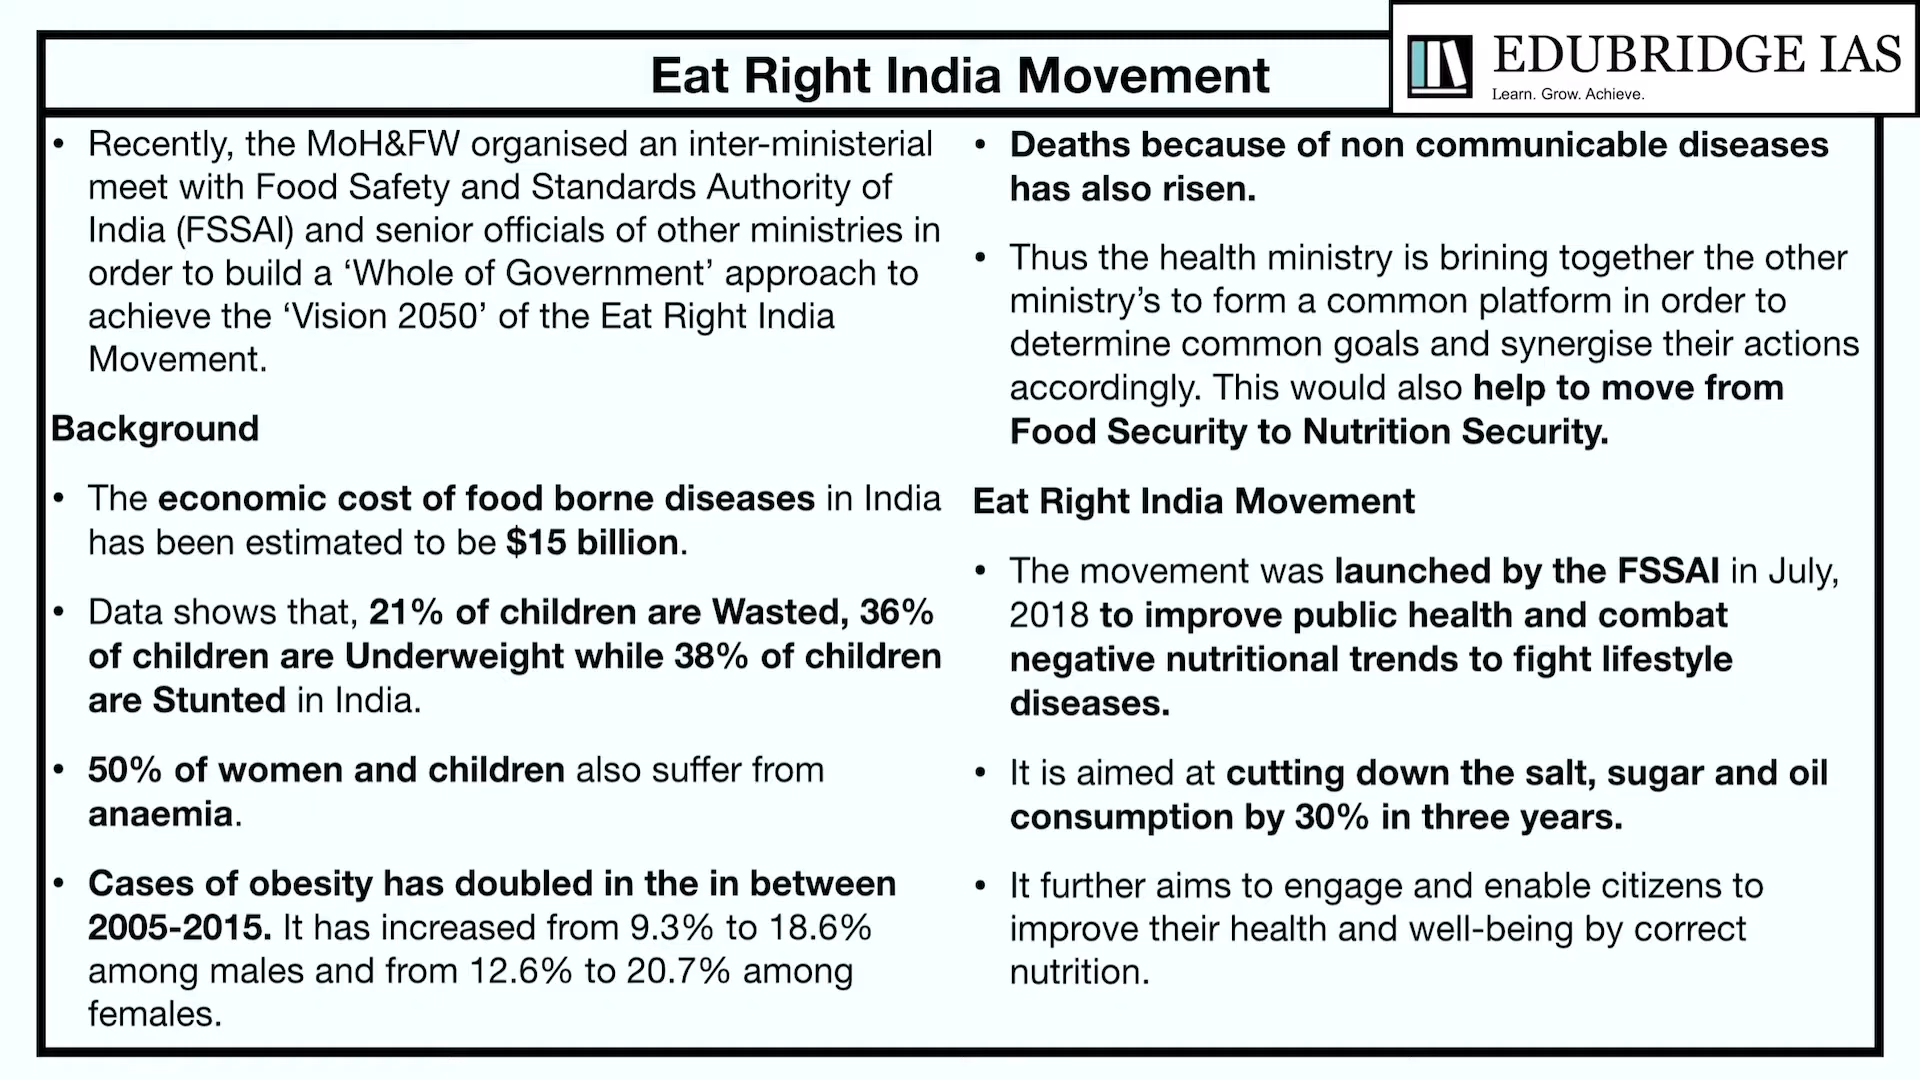 Eat Right India Movement
EDUBRIDGE IAS
Learn. Grow. Achieve.
• Recently, the MoH&FW organised an inter-ministerial
meet with Food Safety and Standards Authority of
India (FSSAI) and senior officials of other ministries in
order to build a ‘Whole of Government’ approach to
achieve the ‘Vision 2050’ of the Eat Right India
Movement.
Background
• The economic cost of food borne diseases in India
has been estimated to be $15 billion.
• Data shows that, 21% of children are Wasted, 36%
of children are Underweight while 38% of children
are Stunted in India.
• 50% of women and children also suffer from
anaemia.
• Cases of obesity has doubled in the in between
2005-2015. It has increased from 9.3% to 18.6%
among males and from 12.6% to 20.7% among
females.
• Deaths because of non communicable diseases
has also risen.
• Thus the health ministry is brining together the other
ministry’s to form a common platform in order to
determine common goals and synergise their actions
accordingly. This would also help to move from
Food Security to Nutrition Security.
Eat Right India Movement
• The movement was launched by the FSSAI in July,
2018 to improve public health and combat
negative nutritional trends to fight lifestyle
diseases.
• It is aimed at cutting down the salt, sugar and oil
consumption by 30% in three years.
• It further aims to engage and enable citizens to
improve their health and well-being by correct
nutrition.